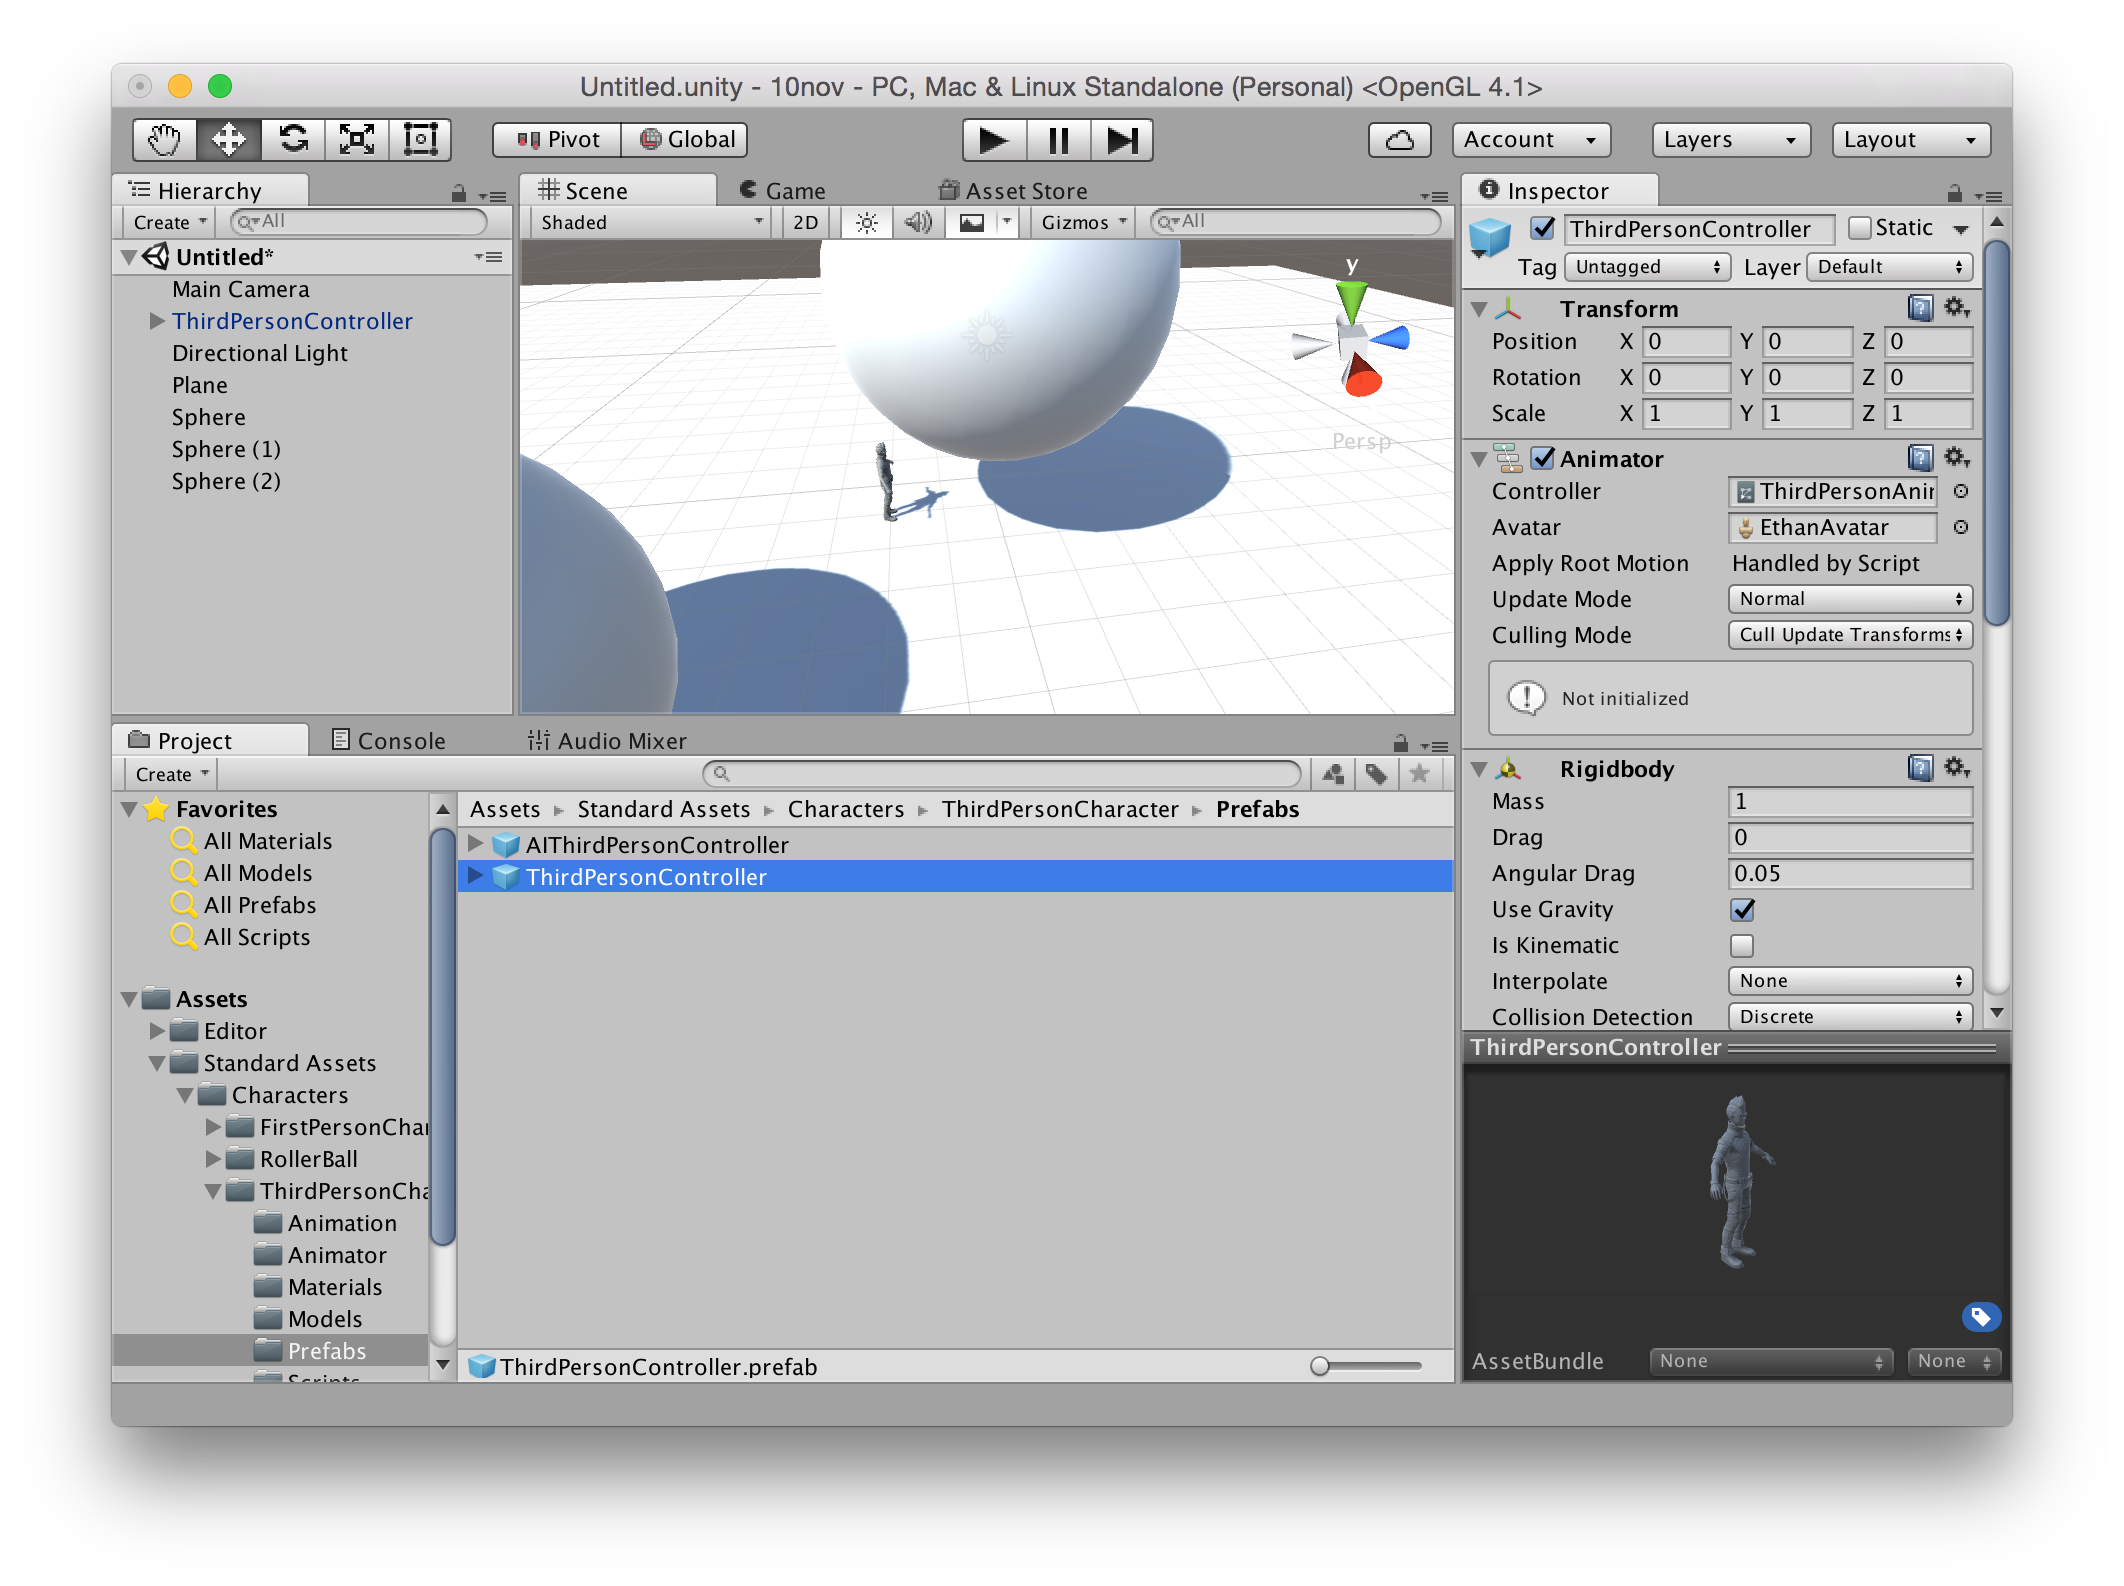 Untitled.unity - 10nov - PC, Mac & Linux Standalone (Personal) <OpenGL 4.1>
Pivot Global Account Layers Layout
Hierarchy
Create All
Untitled*
Main Camera
ThirdPersonController
Directional Light
Plane
Sphere
Sphere (1)
Sphere (2)
Scene Game Asset Store
Shaded 2D Gizmos All
y
Persp
Inspector
ThirdPersonController Static
Tag Untagged Layer Default
Transform
Position X 0 Y 0 Z 0
Rotation X 0 Y 0 Z 0
Scale X 1 Y 1 Z 1
Animator
Controller ThirdPersonAni
Avatar EthanAvatar
Apply Root Motion Handled by Script
Update Mode Normal
Culling Mode Cull Update Transforms
Not initialized
Rigidbody
Mass 1
Drag 0
Angular Drag 0.05
Use Gravity
Is Kinematic
Interpolate None
Collision Detection Discrete
ThirdPersonController
AssetBundle None None
Project Console Audio Mixer
Create
Favorites
All Materials
All Models
All Prefabs
All Scripts
Assets
Editor
Standard Assets
Characters
FirstPersonChar
RollerBall
ThirdPersonCha
Animation
Animator
Materials
Models
Prefabs
Scripts
Assets Standard Assets Characters ThirdPersonCharacter Prefabs
AIThirdPersonController
ThirdPersonController
ThirdPersonController.prefab